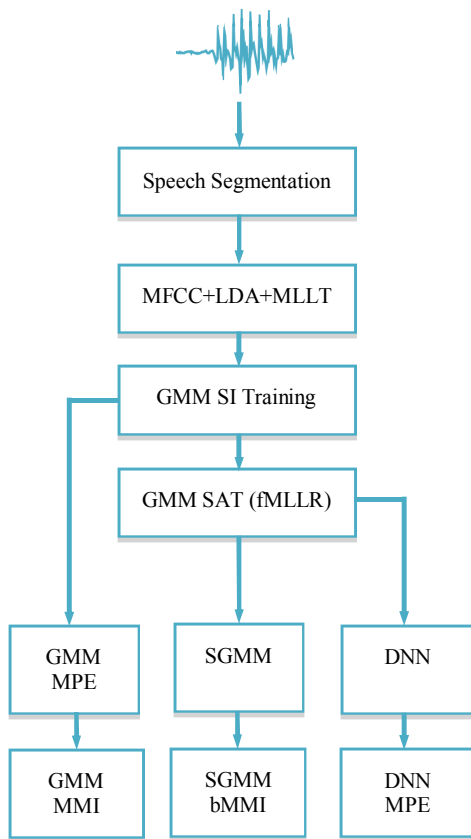 Speech Segmentation
MFCC+LDA+MLLT
GMM SI Training
GMM SAT (fMLLR)
GMM
MPE
SGMM
DNN
GMM
MMI
SGMM
bMMI
DNN
MPE